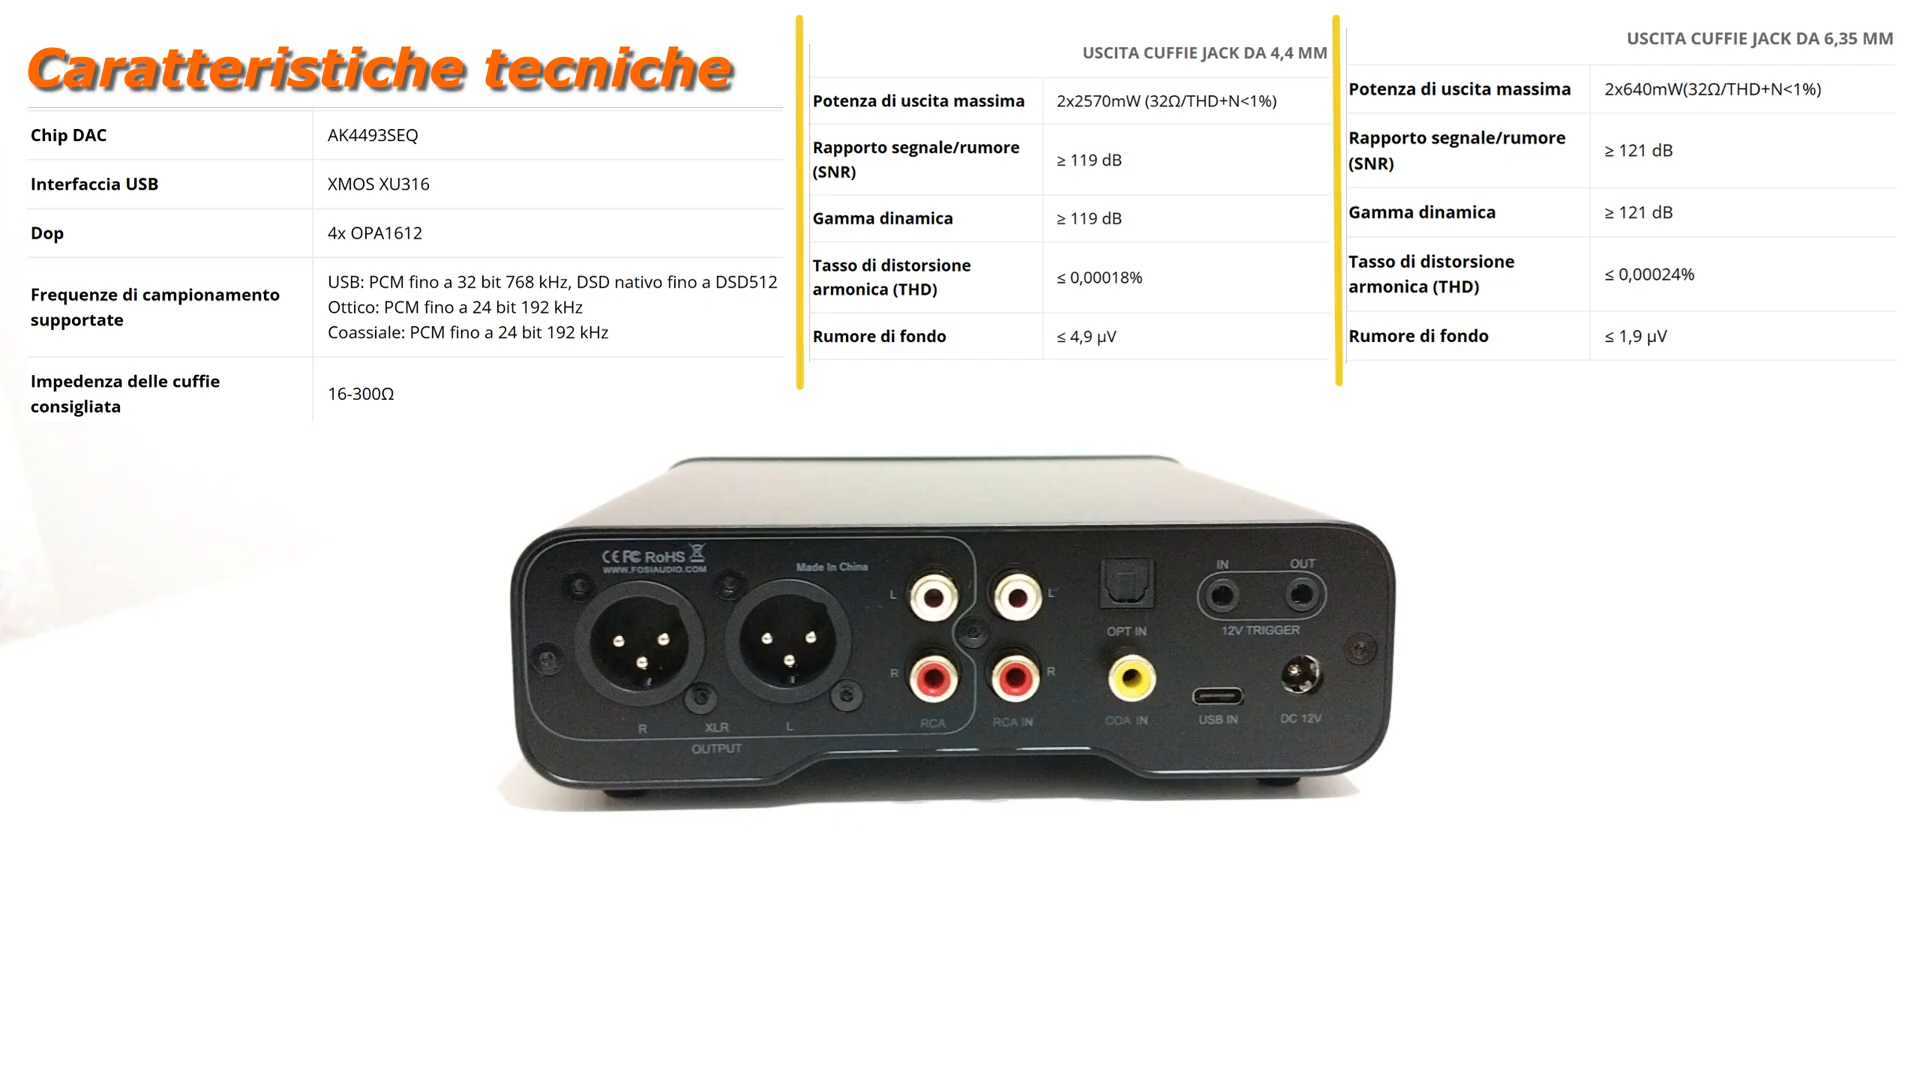 Caratteristiche tecniche
Chip DAC
AK4493SEQ
Interfaccia USB
XMOS XU316
Dop
4x OPA1612
Frequenze di campionamento
supportate
USB: PCM fino a 32 bit 768 kHz, DSD nativo fino a DSD512
Ottico: PCM fino a 24 bit 192 kHz
Coassiale: PCM fino a 24 bit 192 kHz
Impedenza delle cuffie
consigliata
16-300Ω
USCITA CUFFIE JACK DA 4,4 MM
Potenza di uscita massima
2x2570mW (32Ω/THD+N<1%)
Rapporto segnale/rumore
(SNR)
≥ 119 dB
Gamma dinamica
≥ 119 dB
Tasso di distorsione
armonica (THD)
≤ 0,00018%
Rumore di fondo
≤ 4,9 µV
USCITA CUFFIE JACK DA 6,35 MM
Potenza di uscita massima
2x640mW(32Ω/THD+N<1%)
Rapporto segnale/rumore
(SNR)
≥ 121 dB
Gamma dinamica
≥ 121 dB
Tasso di distorsione
armonica (THD)
≤ 0,00024%
Rumore di fondo
≤ 1,9 µV
CE FC RoHS
WWW.FOSIAUDIO.COM
Made In China
L
L
R
R
RCA
RCA IN
R
XLR
L
OUTPUT
OPT IN
COA IN
IN
OUT
12V TRIGGER
USB IN
DC 12V